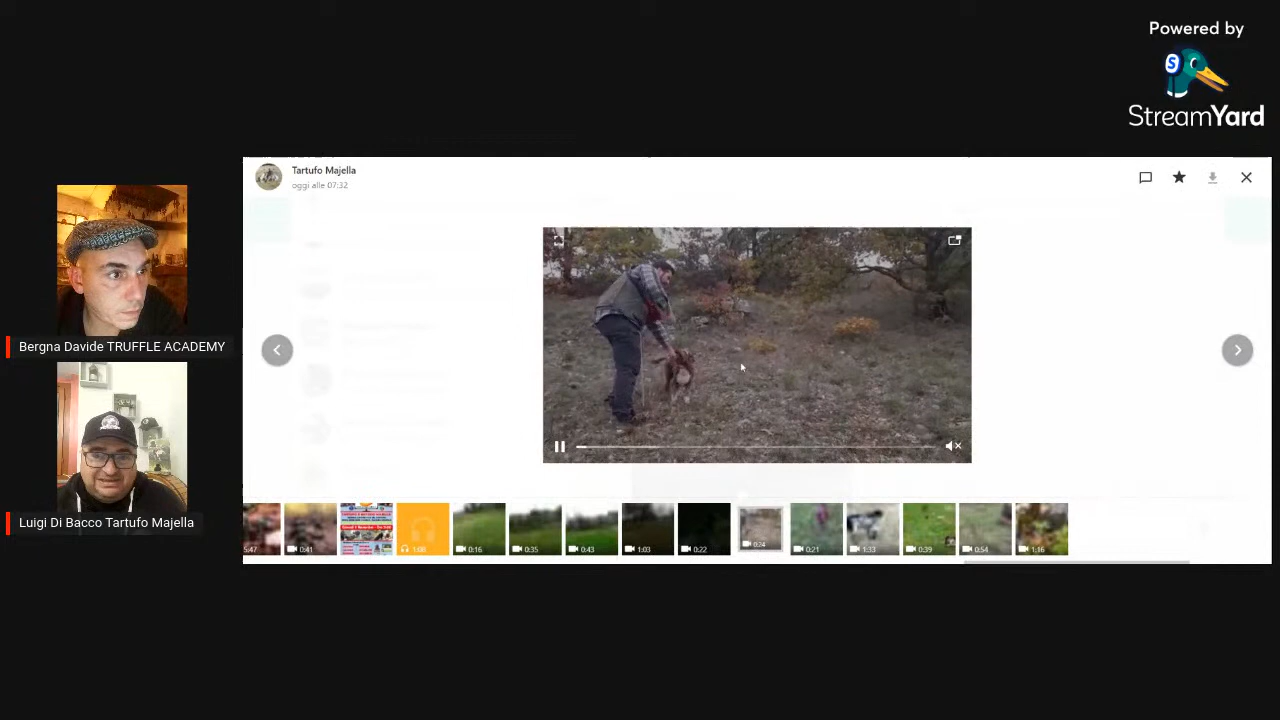 Powered by
S
StreamYard
Tartufo Majella
oggi alle 07:32
Bergna Davide TRUFFLE ACADEMY
Luigi Di Bacco Tartufo Majella
5:47
0:41
1:08
0:16
0:35
0:43
1:03
0:22
0:24
0:21
1:33
0:39
0:54
1:16